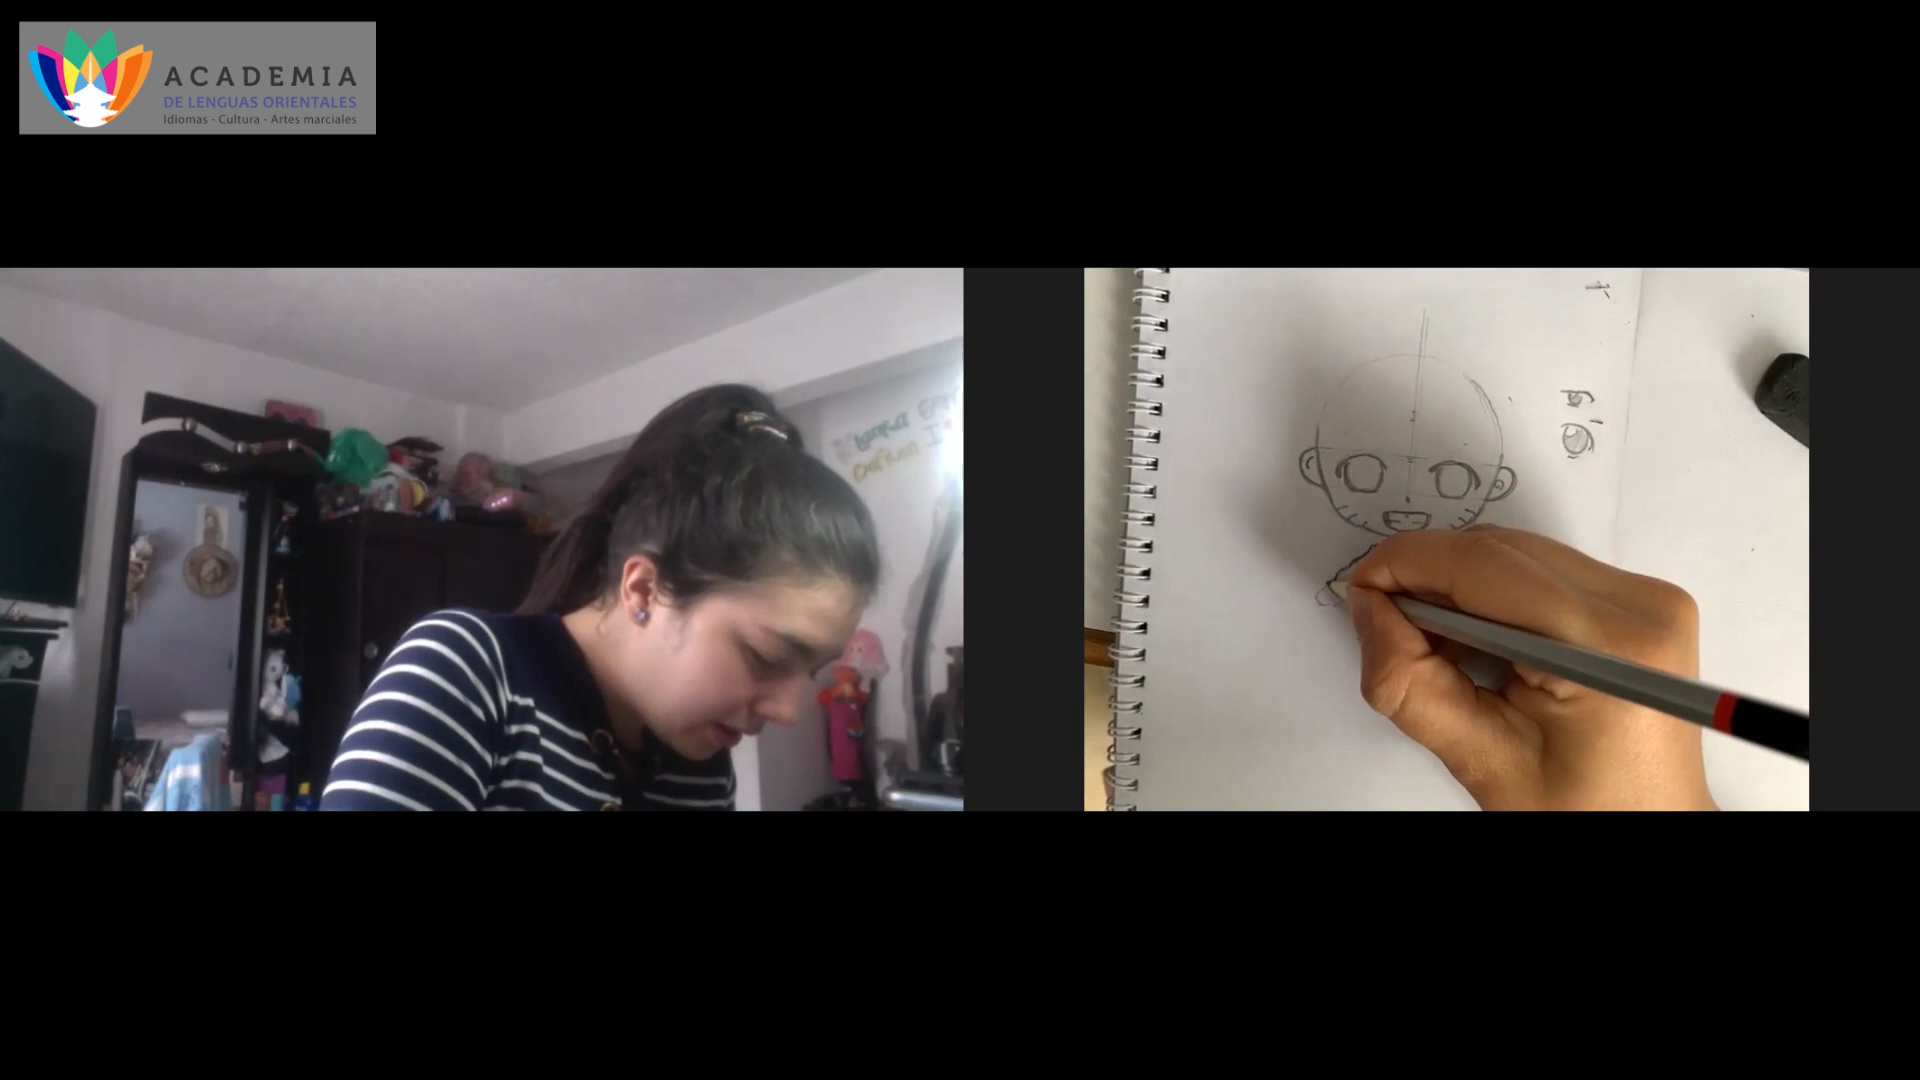 ACADEMIA
DE LENGUAS ORIENTALES
Idiomas - Cultura - Artes marciales